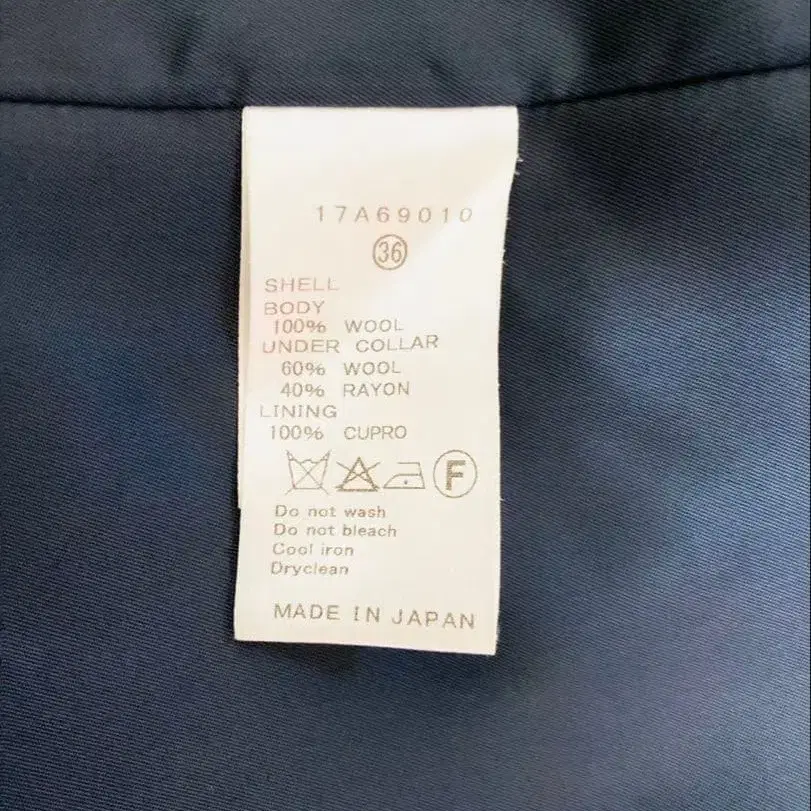 17A69010
36
SHELL
BODY
100% WOOL
UNDER COLLAR
60% WOOL
40% RAYON
LINING
100% CUPRO
F
Do not wash
Do not bleach
Cool iron
Dryclean
MADE IN JAPAN